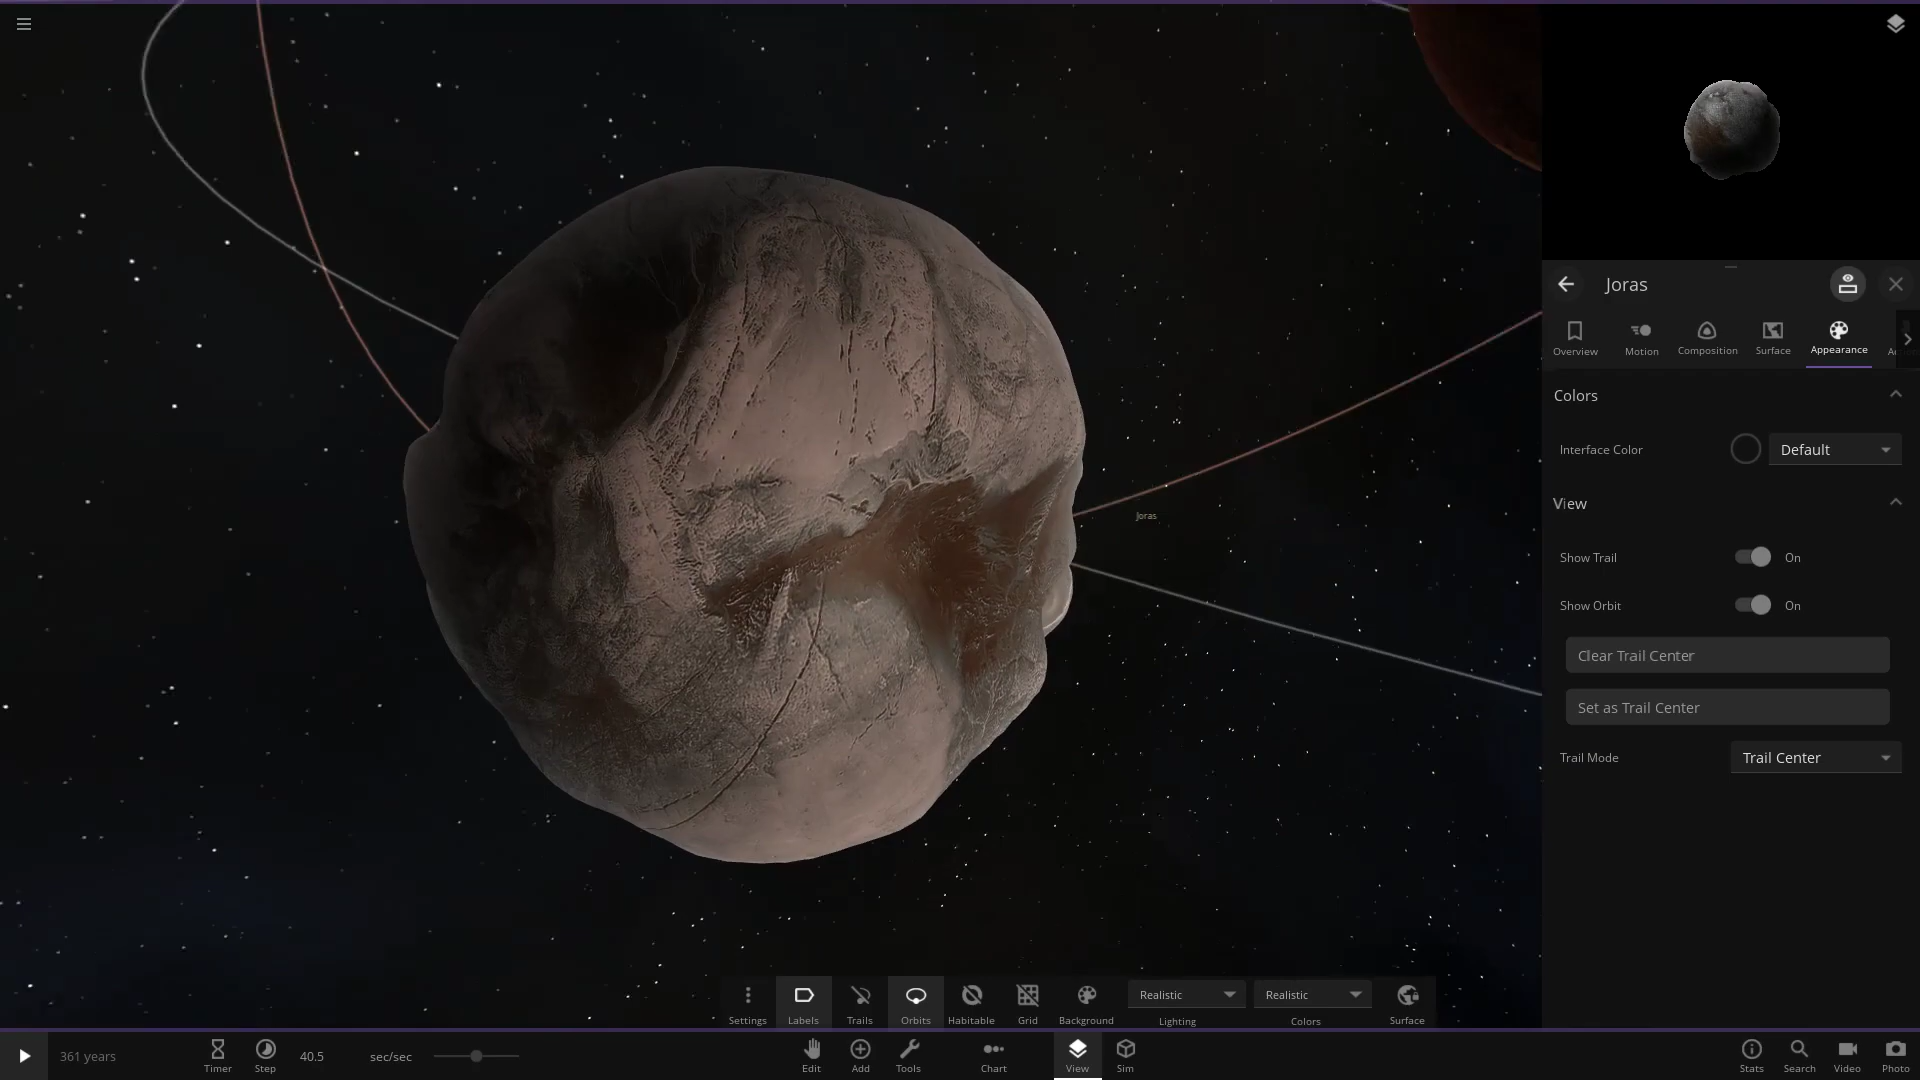 Joras
Overview
Motion
Composition
Surface
Appearance
Colors
Interface Color
Default
View
Show Trail
On
Show Orbit
On
Clear Trail Center
Set as Trail Center
Trail Mode
Trail Center
Joras
Settings
Labels
Trails
Orbits
Habitable
Grid
Background
Realistic
Lighting
Realistic
Colors
Surface
361 years
Timer
Step
40.5
sec/sec
Edit
Add
Tools
Chart
View
Sim
Stats
Search
Video
Photo